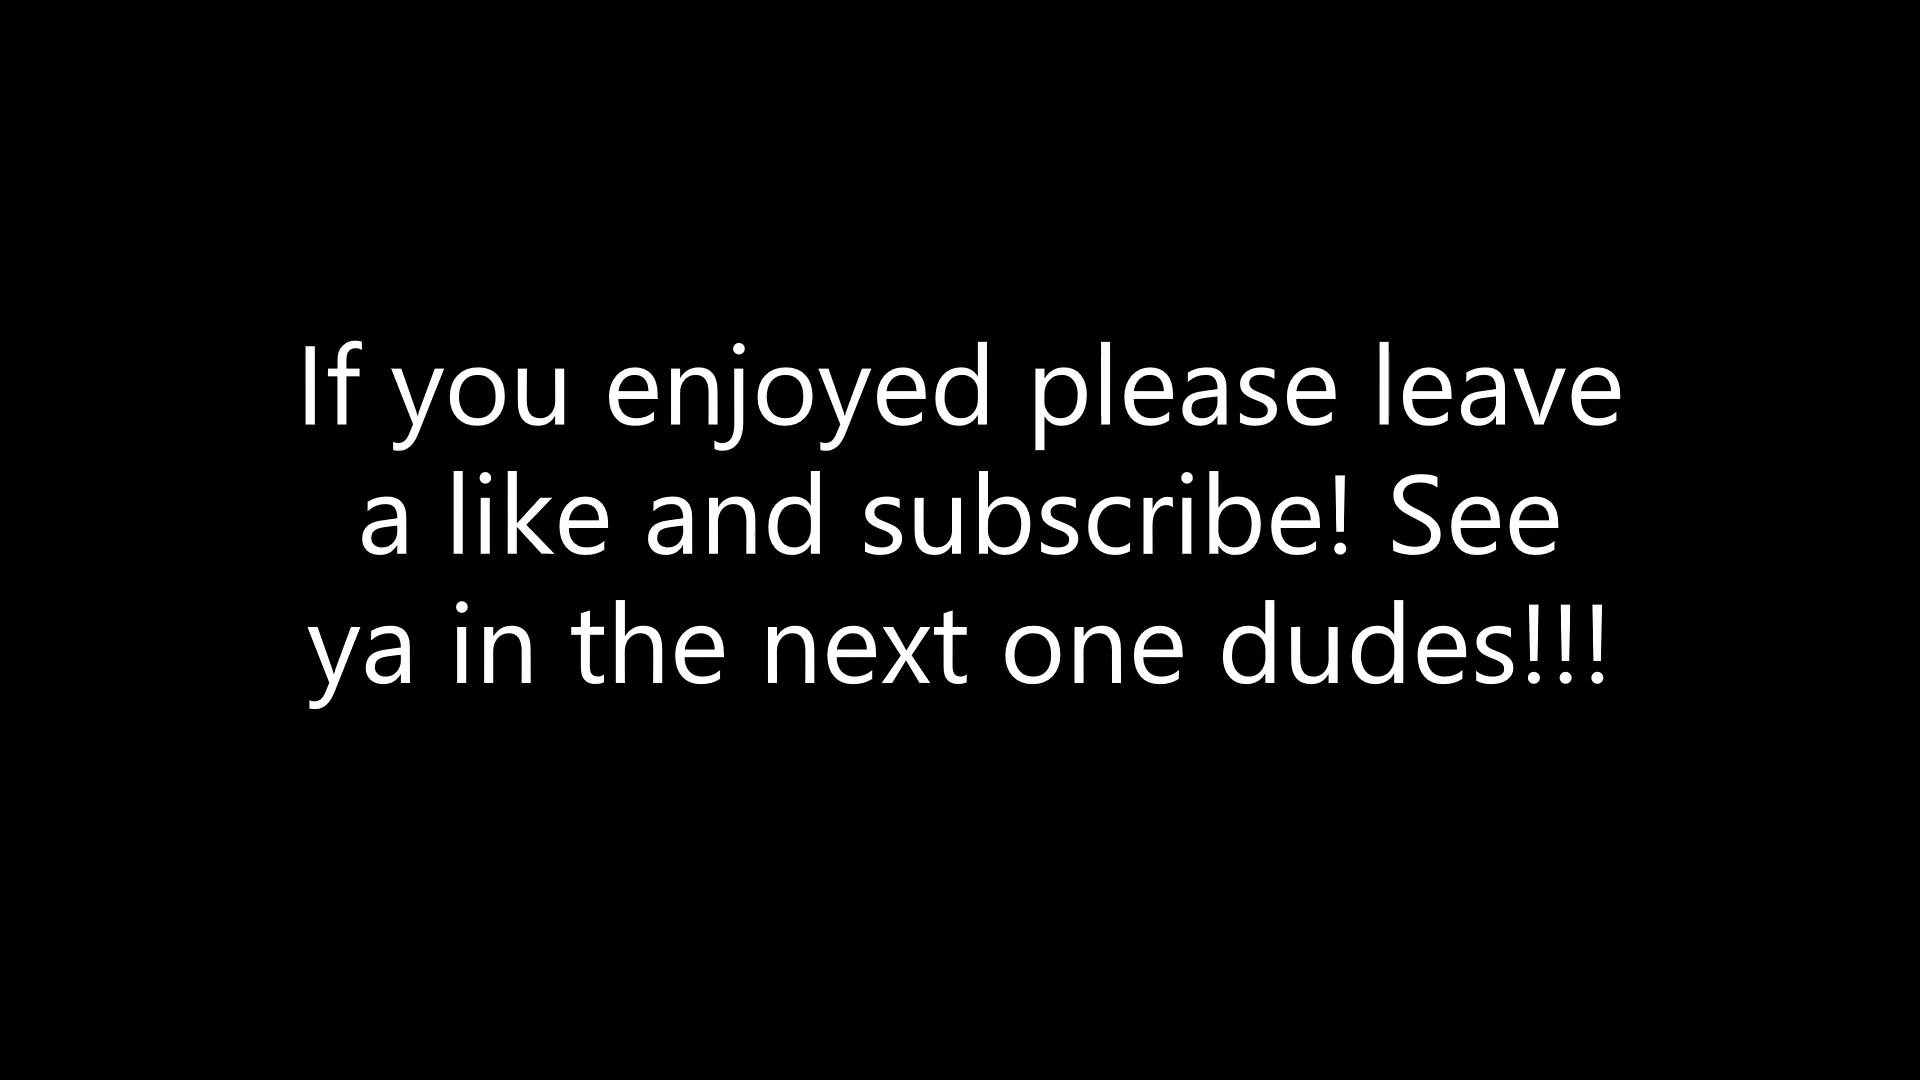 If you enjoyed please leave
a like and subscribe! See
ya in the next one dudes!!!